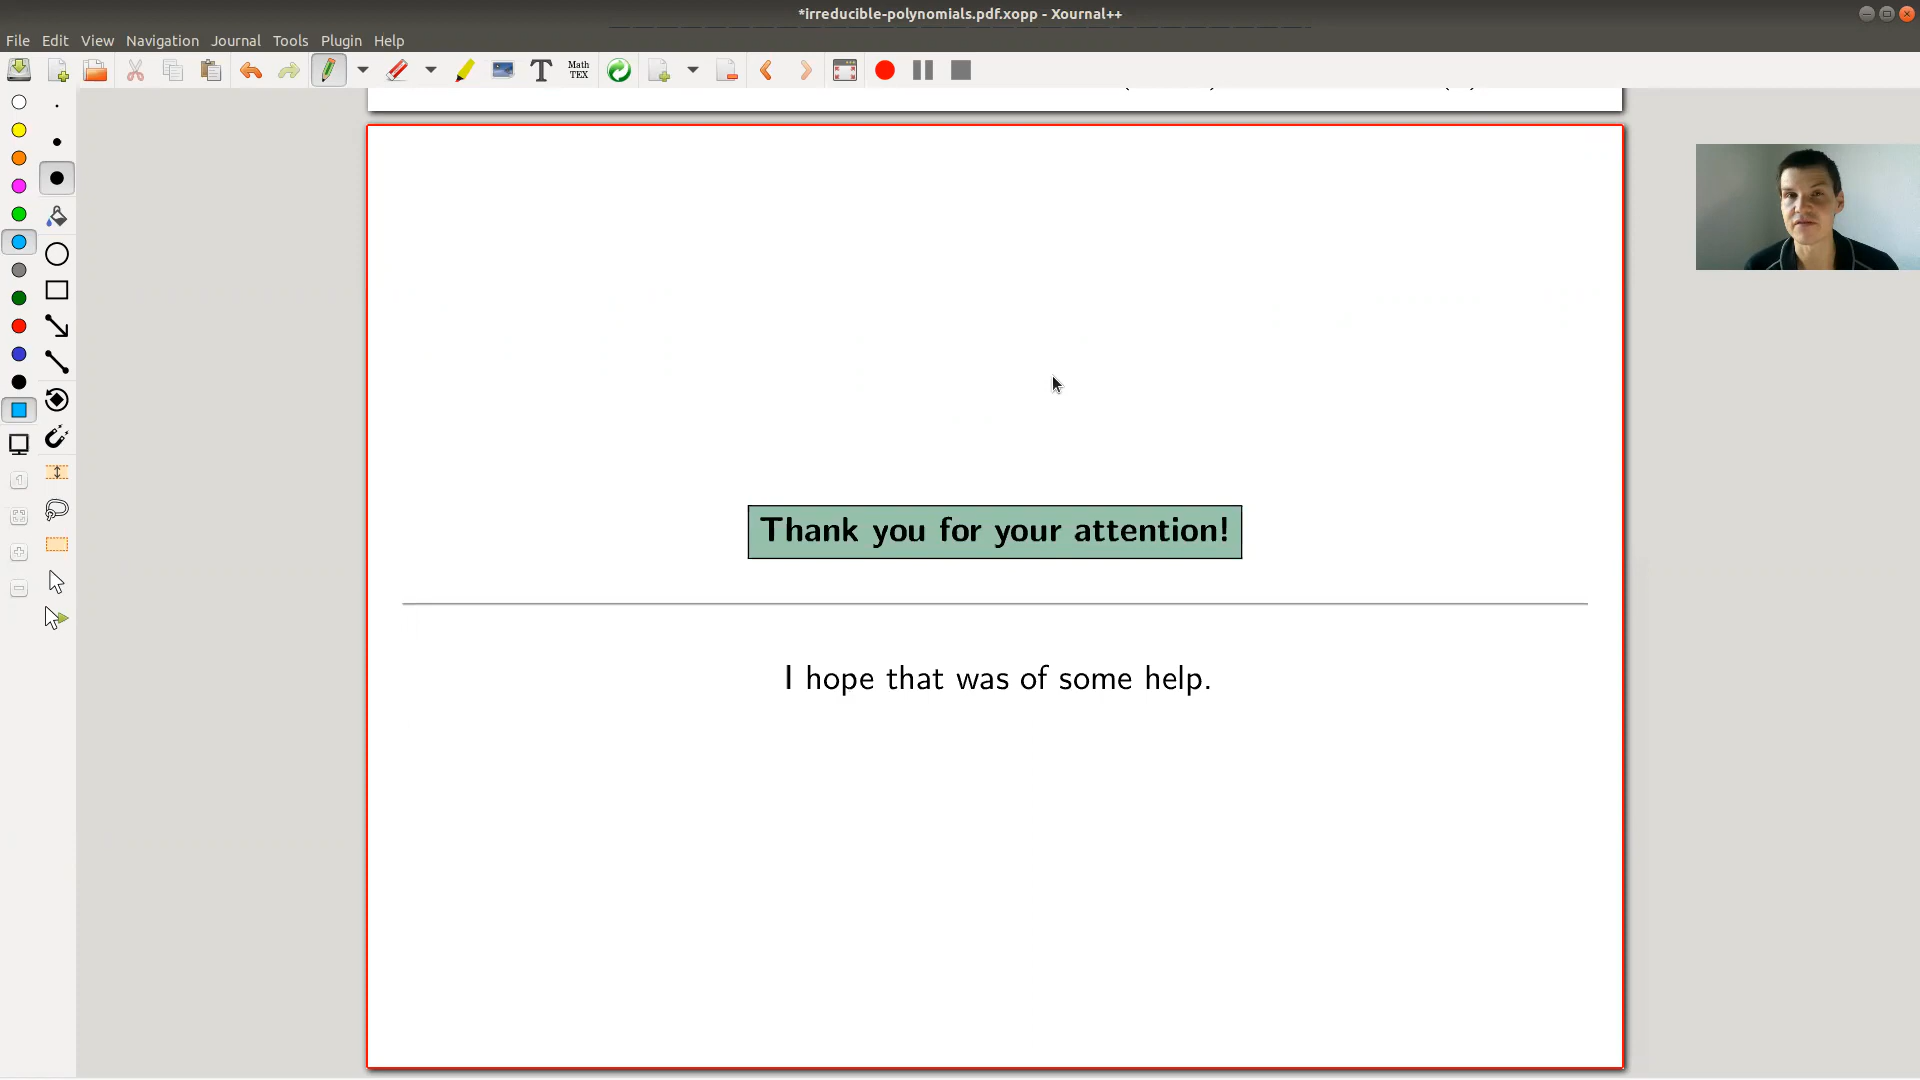 *irreducible-polynomials.pdf.xopp - Xournal++
File Edit View Navigation Journal Tools Plugin Help
Math
TEX
Thank you for your attention!
I hope that was of some help.